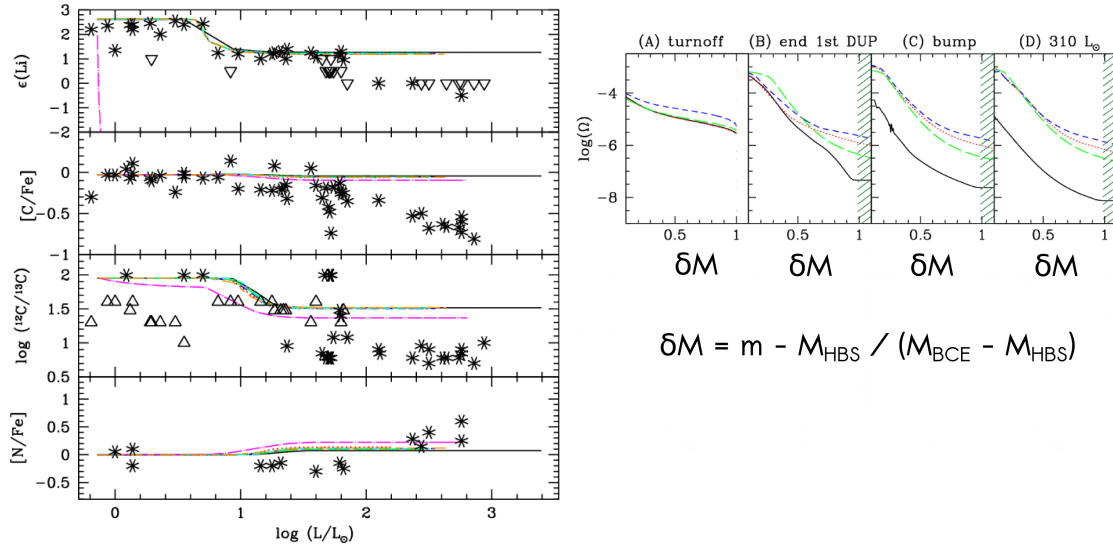 ε(Li)
3
2
1
0
−1
−2
[C/Fe]
0
−0.5
−1
log (¹²C/¹³C)
2
1.5
1
0.5
[N/Fe]
1
0.5
0
−0.5
0 1 2 3
log (L/L⊙)
(A) turnoff (B) end 1st DUP (C) bump (D) 310 L⊙
log(Ω)
−4
−6
−8
0.5 1 0.5 1 0.5 1 0.5 1
δM δM δM δM
δM = m - M_HBS / (M_BCE - M_HBS)